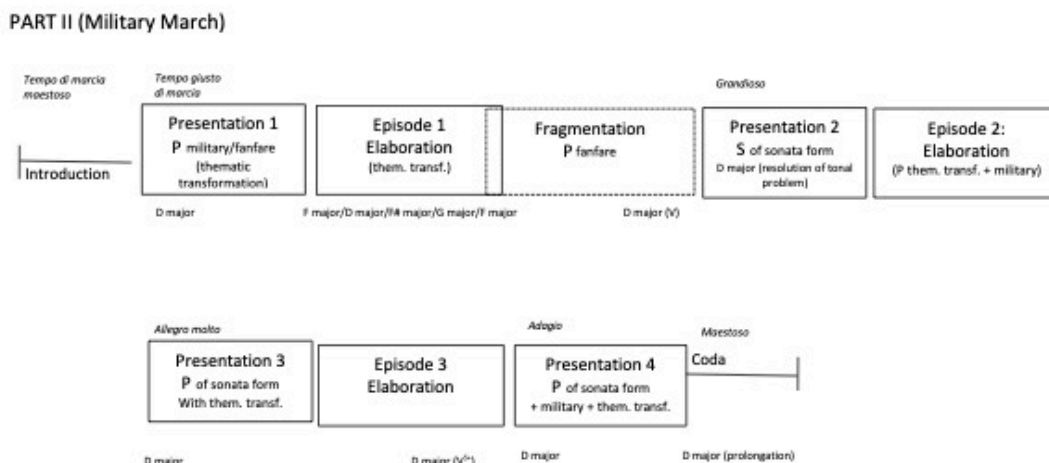 PART II (Military March)
Tempo di marcia
maestoso
Tempo giusto
di marcia
Grandioso
Introduction
Presentation 1
P military/fanfare
(thematic
transformation)
Episode 1
Elaboration
(them. transf.)
Fragmentation
P fanfare
Presentation 2
S of sonata form
D major (resolution of tonal
problem)
Episode 2:
Elaboration
(P them. transf. + military)
D major
F major/D major/F# major/G major/F major
D major (V)
Allegro molto
Adagio
Maestoso
Presentation 3
P of sonata form
With them. transf.
Episode 3
Elaboration
Presentation 4
P of sonata form
+ military + them. transf.
Coda
D major
D major
D major (prolongation)